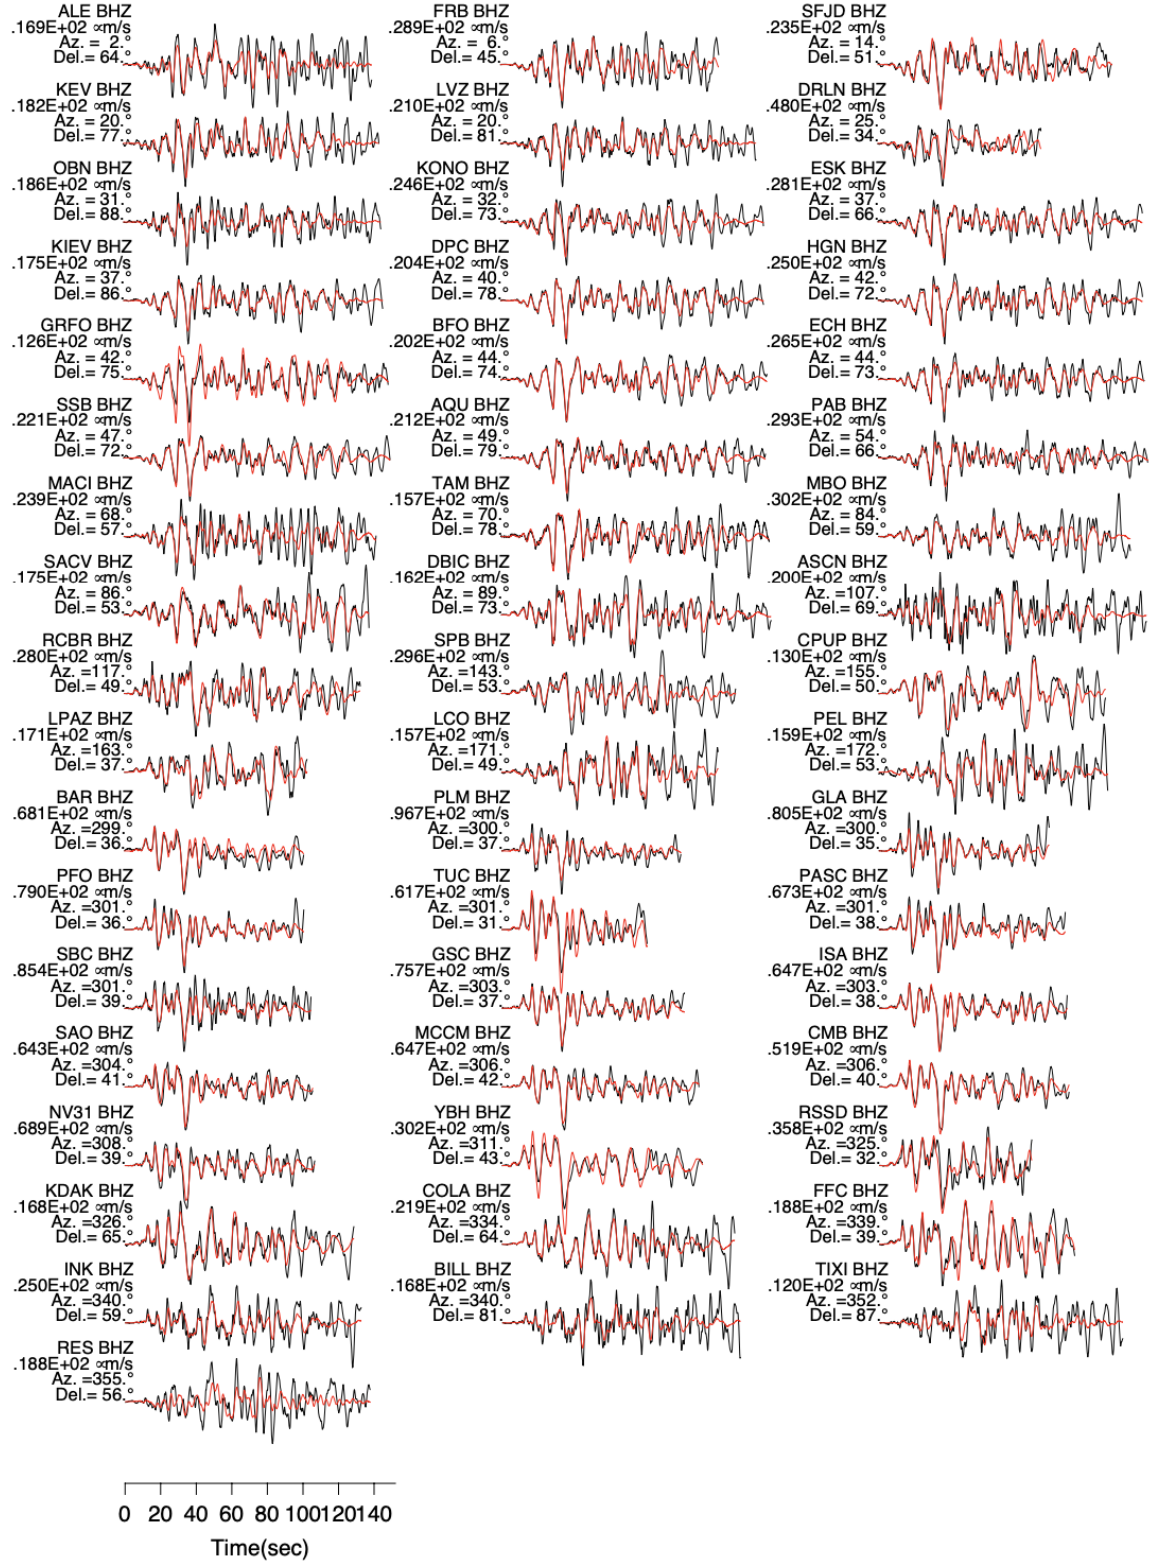 ALE BHZ
.169E+02 ∝m/s
Az. = 2.°
Del.= 64.°
FRB BHZ
.289E+02 ∝m/s
Az. = 6.°
Del.= 45.°
SFJD BHZ
.235E+02 ∝m/s
Az. = 14.°
Del.= 51.°
KEV BHZ
.182E+02 ∝m/s
Az. = 20.°
Del.= 77.°
LVZ BHZ
.210E+02 ∝m/s
Az. = 20.°
Del.= 81.°
DRLN BHZ
.480E+02 ∝m/s
Az. = 25.°
Del.= 34.°
OBN BHZ
.186E+02 ∝m/s
Az. = 31.°
Del.= 88.°
KONO BHZ
.246E+02 ∝m/s
Az. = 32.°
Del.= 73.°
ESK BHZ
.281E+02 ∝m/s
Az. = 37.°
Del.= 66.°
KIEV BHZ
.175E+02 ∝m/s
Az. = 37.°
Del.= 86.°
DPC BHZ
.204E+02 ∝m/s
Az. = 40.°
Del.= 78.°
HGN BHZ
.250E+02 ∝m/s
Az. = 42.°
Del.= 72.°
GRFO BHZ
.126E+02 ∝m/s
Az. = 42.°
Del.= 75.°
BFO BHZ
.202E+02 ∝m/s
Az. = 44.°
Del.= 74.°
ECH BHZ
.265E+02 ∝m/s
Az. = 44.°
Del.= 73.°
SSB BHZ
.221E+02 ∝m/s
Az. = 47.°
Del.= 72.°
AQU BHZ
.212E+02 ∝m/s
Az. = 49.°
Del.= 79.°
PAB BHZ
.293E+02 ∝m/s
Az. = 54.°
Del.= 66.°
MACI BHZ
.239E+02 ∝m/s
Az. = 68.°
Del.= 57.°
TAM BHZ
.157E+02 ∝m/s
Az. = 70.°
Del.= 78.°
MBO BHZ
.302E+02 ∝m/s
Az. = 84.°
Del.= 59.°
SACV BHZ
.175E+02 ∝m/s
Az. = 86.°
Del.= 53.°
DBIC BHZ
.162E+02 ∝m/s
Az. = 89.°
Del.= 73.°
ASCN BHZ
.200E+02 ∝m/s
Az. =107.°
Del.= 69.°
RCBR BHZ
.280E+02 ∝m/s
Az. =117.°
Del.= 49.°
SPB BHZ
.296E+02 ∝m/s
Az. =143.°
Del.= 53.°
CPUP BHZ
.130E+02 ∝m/s
Az. =155.°
Del.= 50.°
LPAZ BHZ
.171E+02 ∝m/s
Az. =163.°
Del.= 37.°
LCO BHZ
.157E+02 ∝m/s
Az. =171.°
Del.= 49.°
PEL BHZ
.159E+02 ∝m/s
Az. =172.°
Del.= 53.°
BAR BHZ
.681E+02 ∝m/s
Az. =299.°
Del.= 36.°
PLM BHZ
.967E+02 ∝m/s
Az. =300.°
Del.= 37.°
GLA BHZ
.805E+02 ∝m/s
Az. =300.°
Del.= 35.°
PFO BHZ
.790E+02 ∝m/s
Az. =301.°
Del.= 36.°
TUC BHZ
.617E+02 ∝m/s
Az. =301.°
Del.= 31.°
PASC BHZ
.673E+02 ∝m/s
Az. =301.°
Del.= 38.°
SBC BHZ
.854E+02 ∝m/s
Az. =301.°
Del.= 39.°
GSC BHZ
.757E+02 ∝m/s
Az. =303.°
Del.= 37.°
ISA BHZ
.647E+02 ∝m/s
Az. =303.°
Del.= 38.°
SAO BHZ
.643E+02 ∝m/s
Az. =304.°
Del.= 41.°
MCCM BHZ
.647E+02 ∝m/s
Az. =306.°
Del.= 42.°
CMB BHZ
.519E+02 ∝m/s
Az. =306.°
Del.= 40.°
NV31 BHZ
.689E+02 ∝m/s
Az. =308.°
Del.= 39.°
YBH BHZ
.302E+02 ∝m/s
Az. =311.°
Del.= 43.°
RSSD BHZ
.358E+02 ∝m/s
Az. =325.°
Del.= 32.°
KDAK BHZ
.168E+02 ∝m/s
Az. =326.°
Del.= 65.°
COLA BHZ
.219E+02 ∝m/s
Az. =334.°
Del.= 64.°
FFC BHZ
.188E+02 ∝m/s
Az. =339.°
Del.= 39.°
INK BHZ
.250E+02 ∝m/s
Az. =340.°
Del.= 59.°
BILL BHZ
.168E+02 ∝m/s
Az. =340.°
Del.= 81.°
TIXI BHZ
.120E+02 ∝m/s
Az. =352.°
Del.= 87.°
RES BHZ
.188E+02 ∝m/s
Az. =355.°
Del.= 56.°
0 20 40 60 80 100120140
Time(sec)